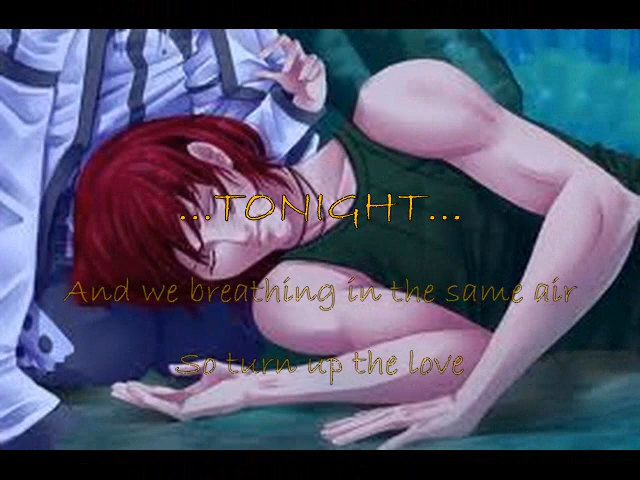 ...TONIGHT...
And we breathing in the same air
So turn up the love